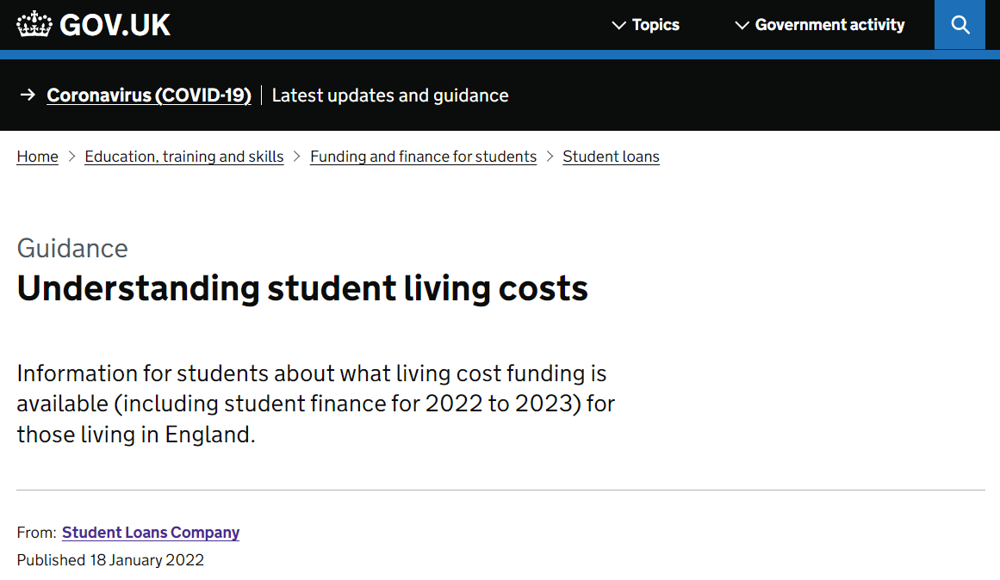 GOV.UK Topics Government activity
→ Coronavirus (COVID-19) | Latest updates and guidance
Home > Education, training and skills > Funding and finance for students > Student loans
Guidance
Understanding student living costs
Information for students about what living cost funding is
available (including student finance for 2022 to 2023) for
those living in England.
From: Student Loans Company
Published 18 January 2022